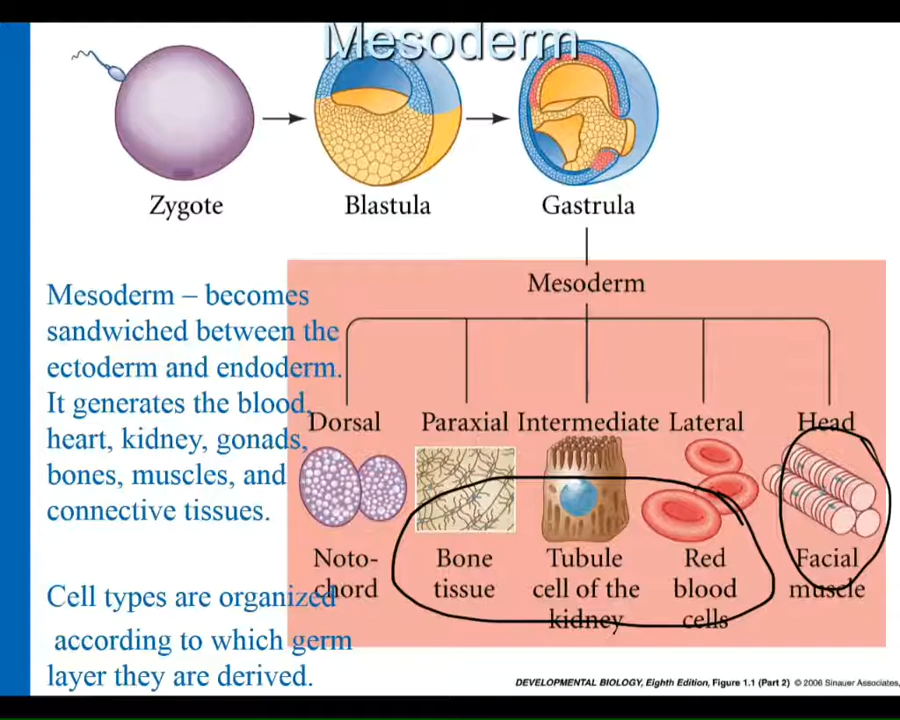 Mesoderm
Zygote
Blastula
Gastrula
Mesoderm
Mesoderm – becomes
sandwiched between the
ectoderm and endoderm.
It generates the blood,
heart, kidney, gonads,
bones, muscles, and
connective tissues.
Cell types are organized
according to which germ
layer they are derived.
Dorsal
Paraxial
Intermediate
Lateral
Head
Noto-
chord
Bone
tissue
Tubule
cell of the
kidney
Red
blood
cells
Facial
muscle
DEVELOPMENTAL BIOLOGY, Eighth Edition, Figure 1.1 (Part 2) © 2006 Sinauer Associates,